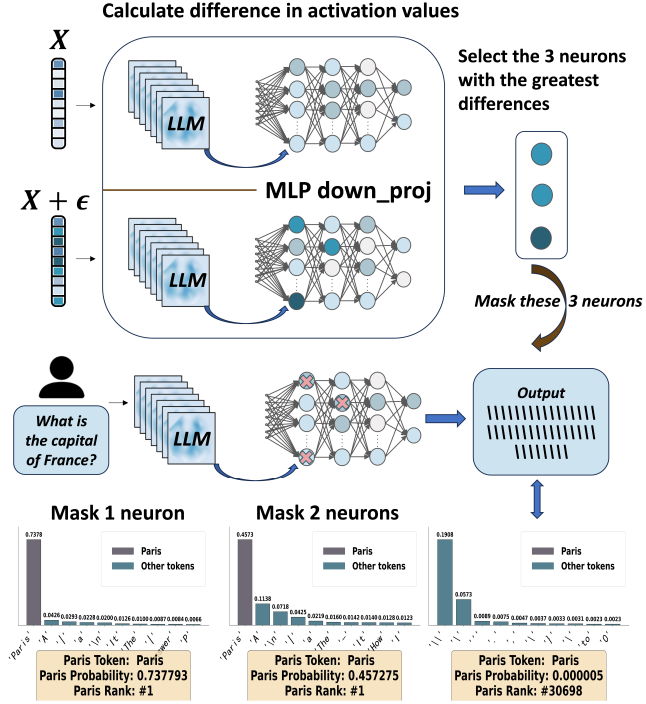 Calculate difference in activation values
X
LLM
Select the 3 neurons
with the greatest
differences
MLP down_proj
X + ϵ
LLM
Mask these 3 neurons
What is
the capital
of France?
LLM
Output
\\\\\\\\\\\\\\\\
\\\\\\\\\\\\\\\\
\\\\\\\\
Mask 1 neuron
0.7378
Paris
Other tokens
0.0426 0.0293 0.0228 0.0200 0.0126 0.0100 0.0087 0.0084 0.0066
'Paris' 'A' '[' 'a' '\n' 'It' 'The' '[' 'P'
Paris Token: Paris
Paris Probability: 0.737793
Paris Rank: #1
Mask 2 neurons
0.4573
Paris
Other tokens
0.1138 0.0718 0.0425 0.0219 0.0160 0.0142 0.0140 0.0128 0.0123
'Paris' 'A' '\n' '[' 'a' 'The' 'It' 'How' 'I'
Paris Token: Paris
Paris Probability: 0.457275
Paris Rank: #1
0.1908
Paris
Other tokens
0.0573
0.0089 0.0075 0.0047 0.0037 0.0033 0.0031 0.0023 0.0023
'to' 'O'
Paris Token: Paris
Paris Probability: 0.000005
Paris Rank: #30698